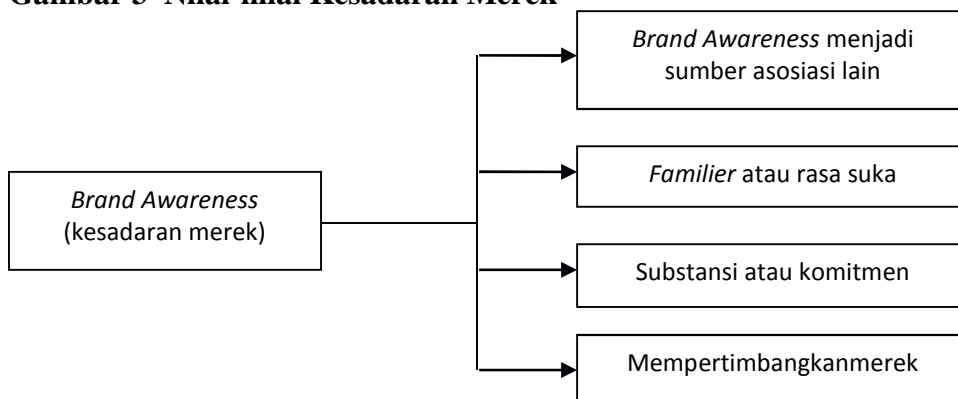 Gambar 3 Nilai-nilai Kesadaran Merek
Brand Awareness menjadi
sumber asosiasi lain
Familier atau rasa suka
Brand Awareness
(kesadaran merek)
Substansi atau komitmen
Mempertimbangkanmerek